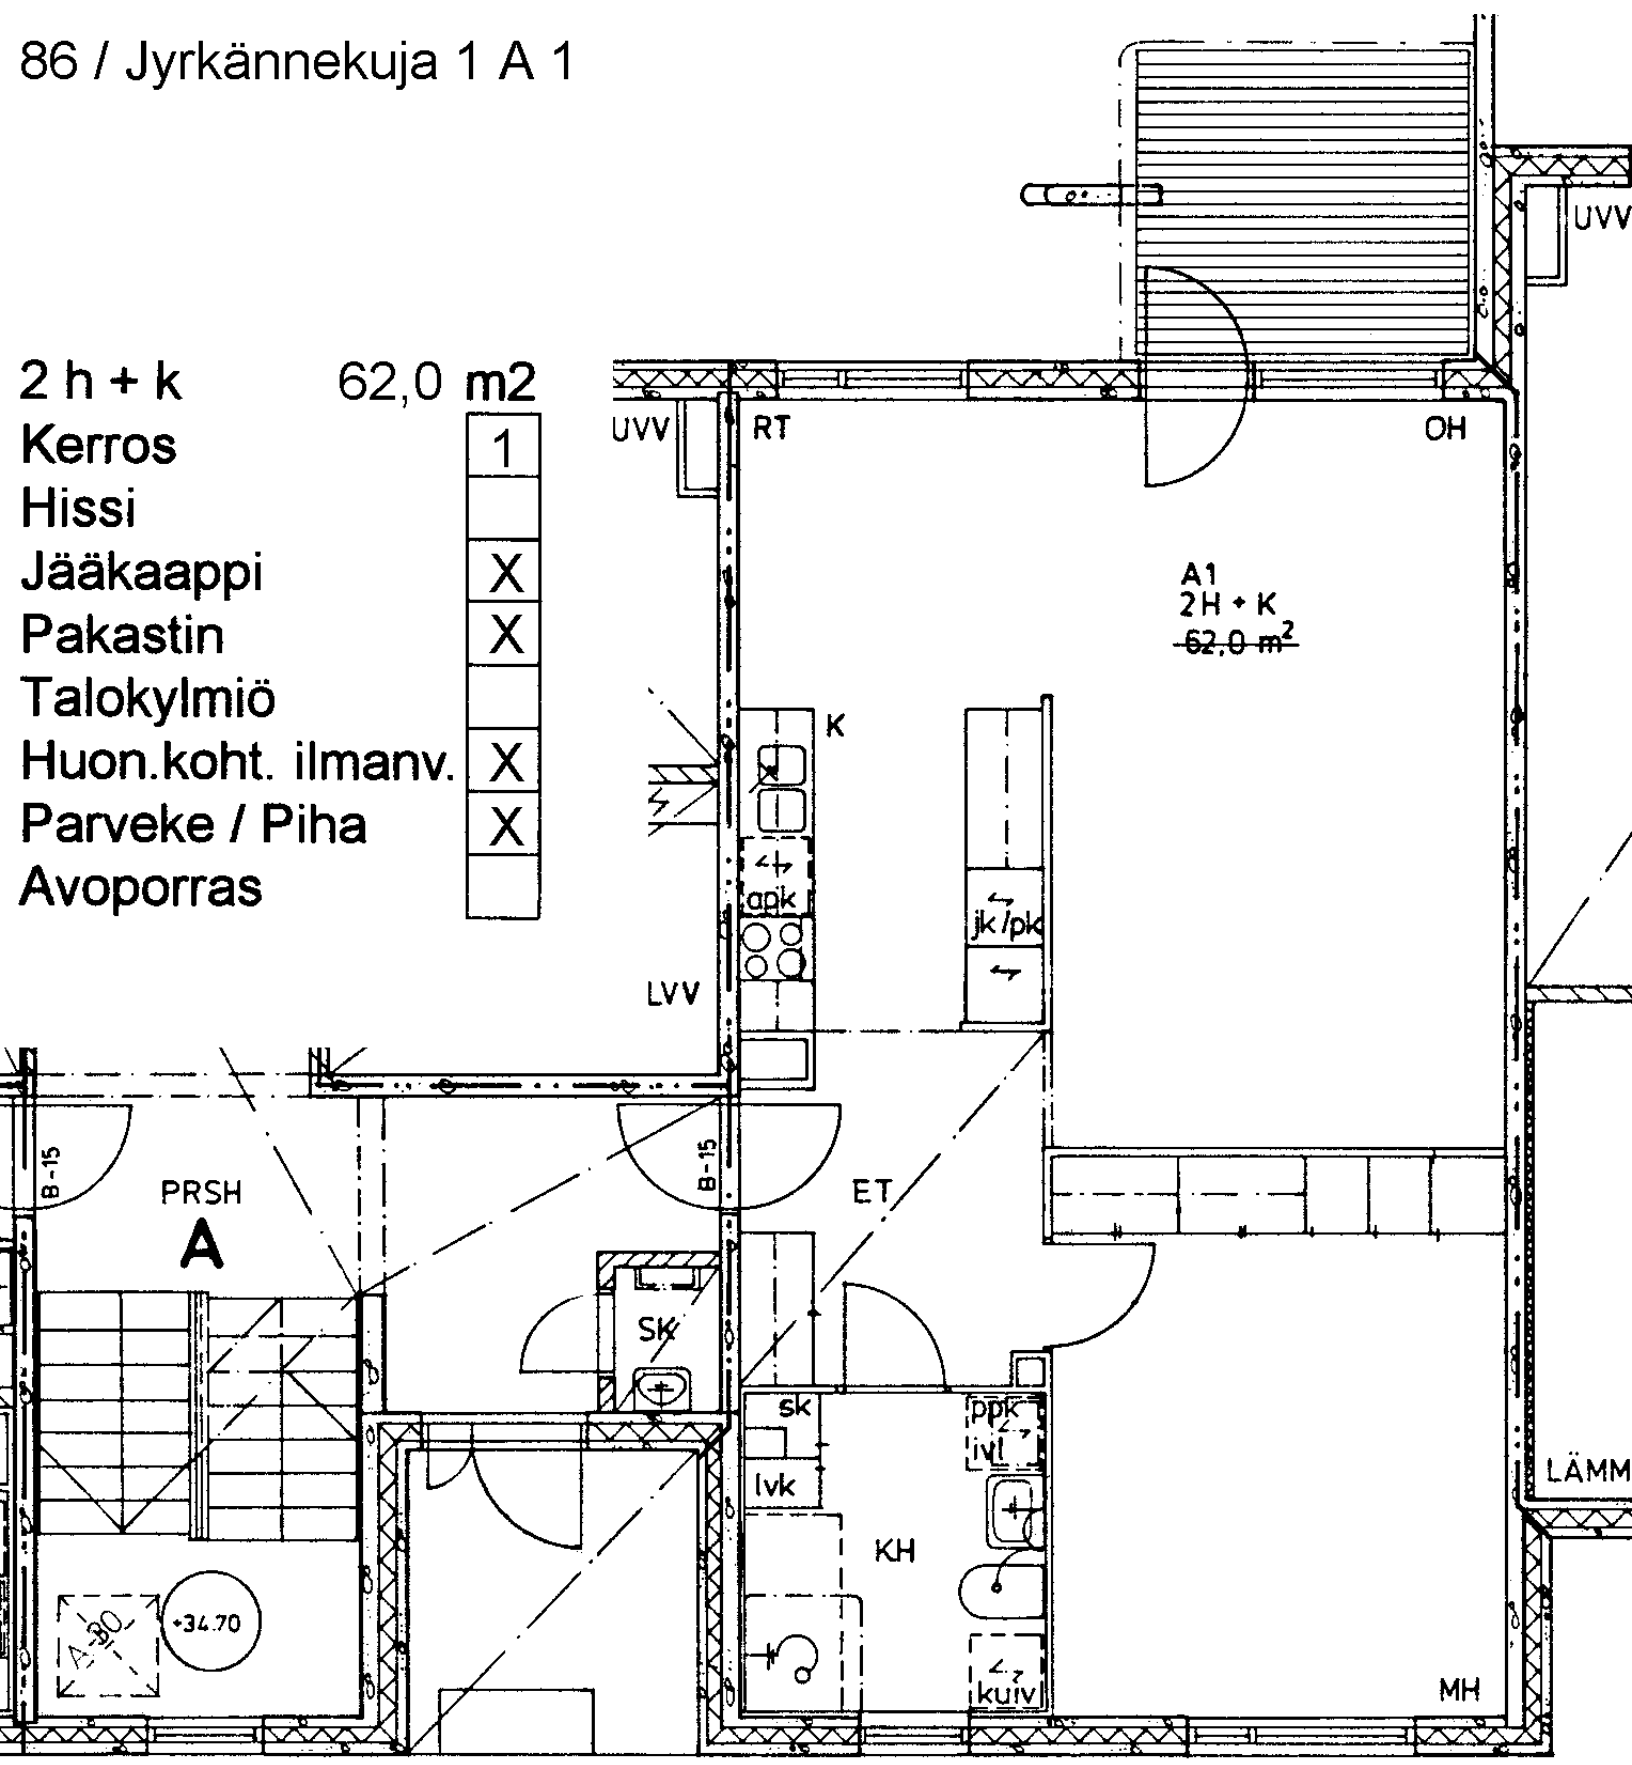 86 / Jyrkännekuja 1 A 1
2 h + k 62,0 m2
Kerros 1
Hissi
Jääkaappi X
Pakastin X
Talokylmiö
Huon.koht. ilmanv. X
Parveke / Piha X
Avoporras
UVV
UVV
RT
OH
A1
2H + K
62,0 m²
K
apk
jk/pk
LVV
B-15
PRSH
A
B-15
ET
SK
sk
lvk
ppk
ivl
KH
kuiv
MH
LÄMM
A-30
+34.70